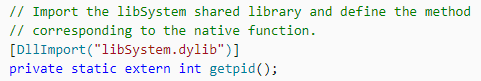 // Import the libSystem shared library and define the method
// corresponding to the native function.
[DllImport("libSystem.dylib")]
private static extern int getpid();